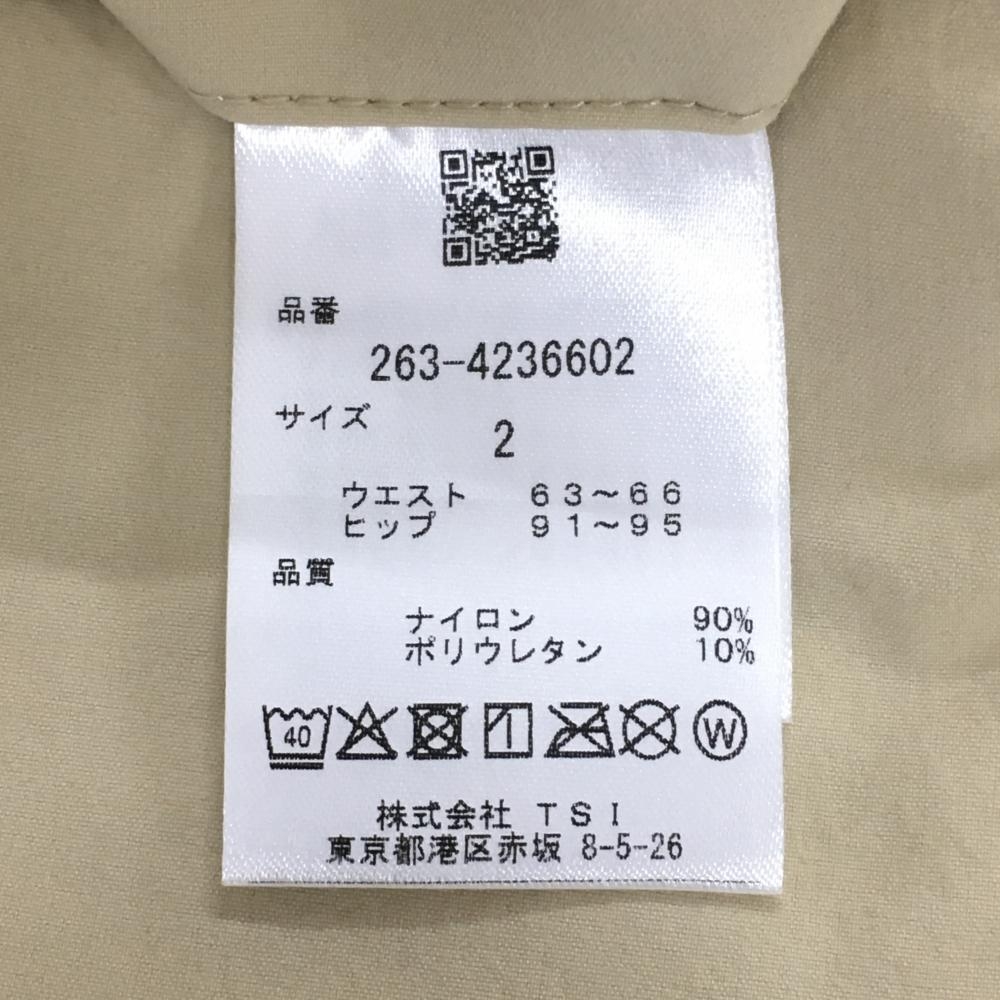 品番
263-4236602
サイズ
2
ウエスト 63～66
ヒップ 91～95
品質
ナイロン 90%
ポリウレタン 10%
40 W
株式会社 TSI
東京都港区赤坂 8-5-26